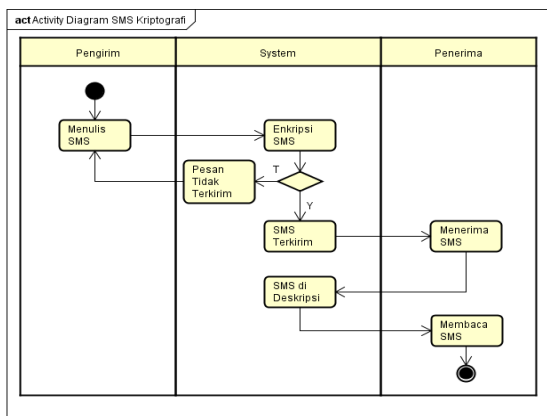 act Activity Diagram SMS Kriptografi
Pengirim
System
Penerima
Menulis
SMS
Enkripsi
SMS
Pesan
Tidak
Terkirim
T
Y
SMS
Terkirim
Menerima
SMS
SMS di
Deskripsi
Membaca
SMS